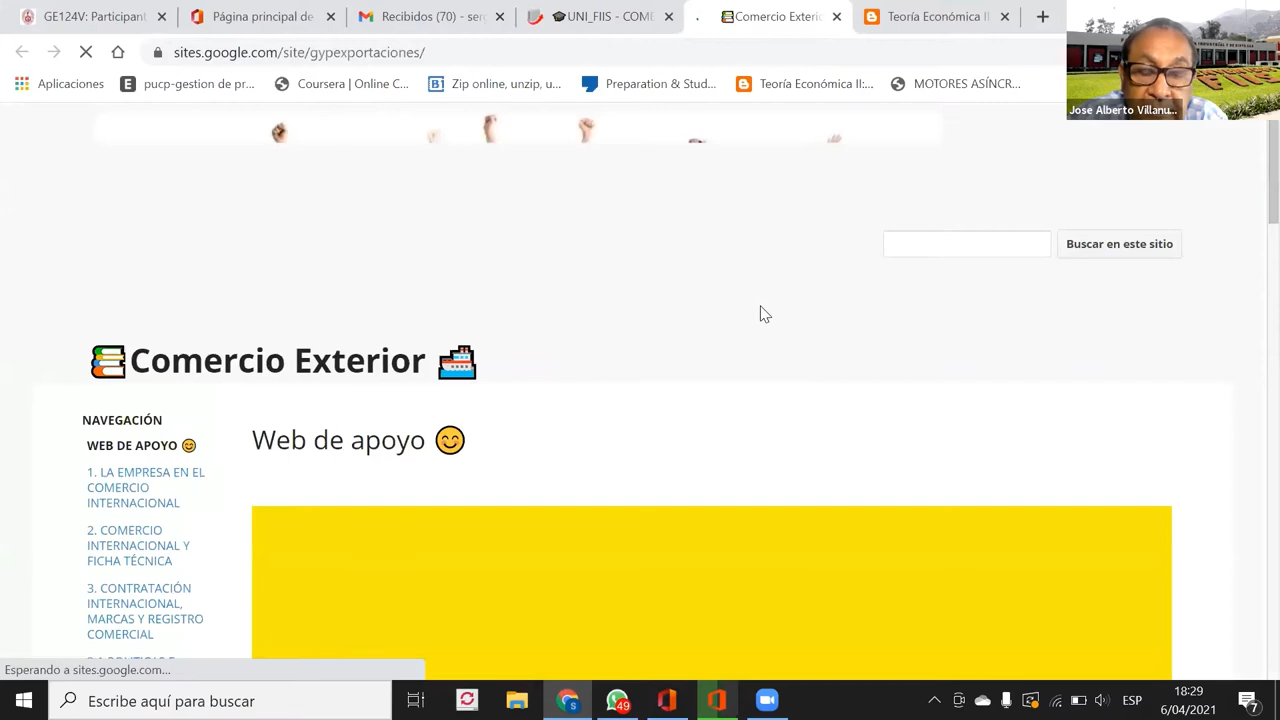 GE124V: Participant
Página principal de
Recibidos (70) - serg
UNI_FIIS - COME
Comercio Exterio
Teoría Económica II
sites.google.com/site/gypexportaciones/
Aplicaciones
pucp-gestion de pr...
Coursera | Online C...
Zip online, unzip, u...
Preparation & Stud...
Teoría Económica II:...
MOTORES ASÍNCR...
Jose Alberto Villanu...
Buscar en este sitio
Comercio Exterior
NAVEGACIÓN
WEB DE APOYO
1. LA EMPRESA EN EL
COMERCIO
INTERNACIONAL
2. COMERCIO
INTERNACIONAL Y
FICHA TÉCNICA
3. CONTRATACIÓN
INTERNACIONAL,
MARCAS Y REGISTRO
COMERCIAL
Web de apoyo
Esperando a sites.google.com...
Escribe aquí para buscar
49
ESP
18:29
6/04/2021
7